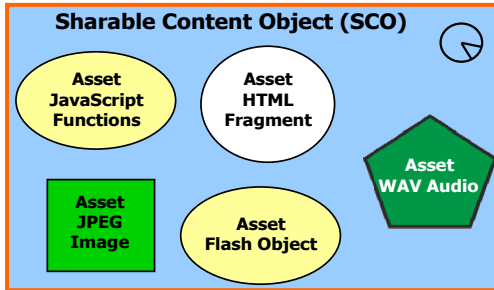 Sharable Content Object (SCO)
Asset
JavaScript
Functions
Asset
HTML
Fragment
Asset
WAV Audio
Asset
JPEG
Image
Asset
Flash Object